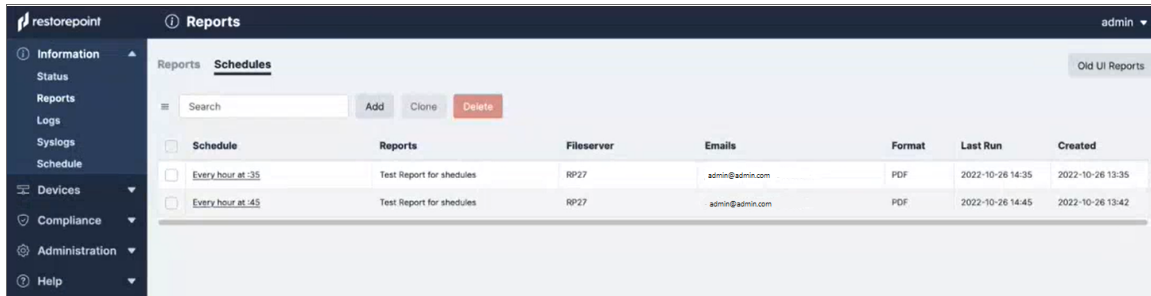 restorepoint
Reports
admin
Information
Status
Reports
Logs
Syslogs
Schedule
Devices
Compliance
Administration
Help
Reports Schedules
Old UI Reports
Search
Add
Clone
Delete
Schedule Reports Fileserver Emails Format Last Run Created
Every hour at :35 Test Report for shedules RP27 admin@admin.com PDF 2022-10-26 14:35 2022-10-26 13:35
Every hour at :45 Test Report for shedules RP27 admin@admin.com PDF 2022-10-26 14:45 2022-10-26 13:42